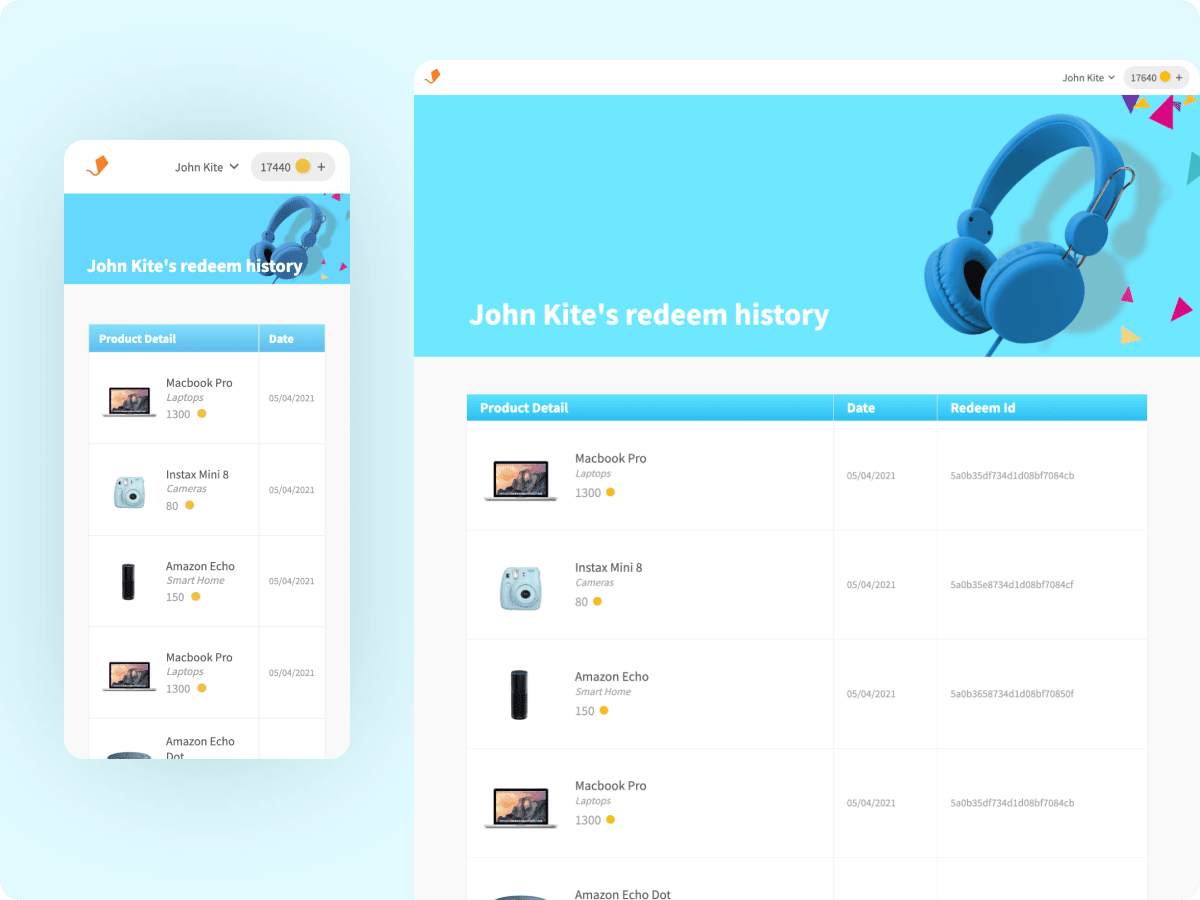 John Kite
17440 +
John Kite's redeem history
Product Detail Date
Macbook Pro
Laptops
1300
05/04/2021
Instax Mini 8
Cameras
80
05/04/2021
Amazon Echo
Smart Home
150
05/04/2021
Macbook Pro
Laptops
1300
05/04/2021
Amazon Echo
Dot
John Kite
17640 +
John Kite's redeem history
Product Detail Date Redeem Id
Macbook Pro
Laptops
1300
05/04/2021
5a0b35df734d1d08bf7084cb
Instax Mini 8
Cameras
80
05/04/2021
5a0b35e8734d1d08bf7084cf
Amazon Echo
Smart Home
150
05/04/2021
5a0b3658734d1d08bf70850f
Macbook Pro
Laptops
1300
05/04/2021
5a0b35df734d1d08bf7084cb
Amazon Echo Dot